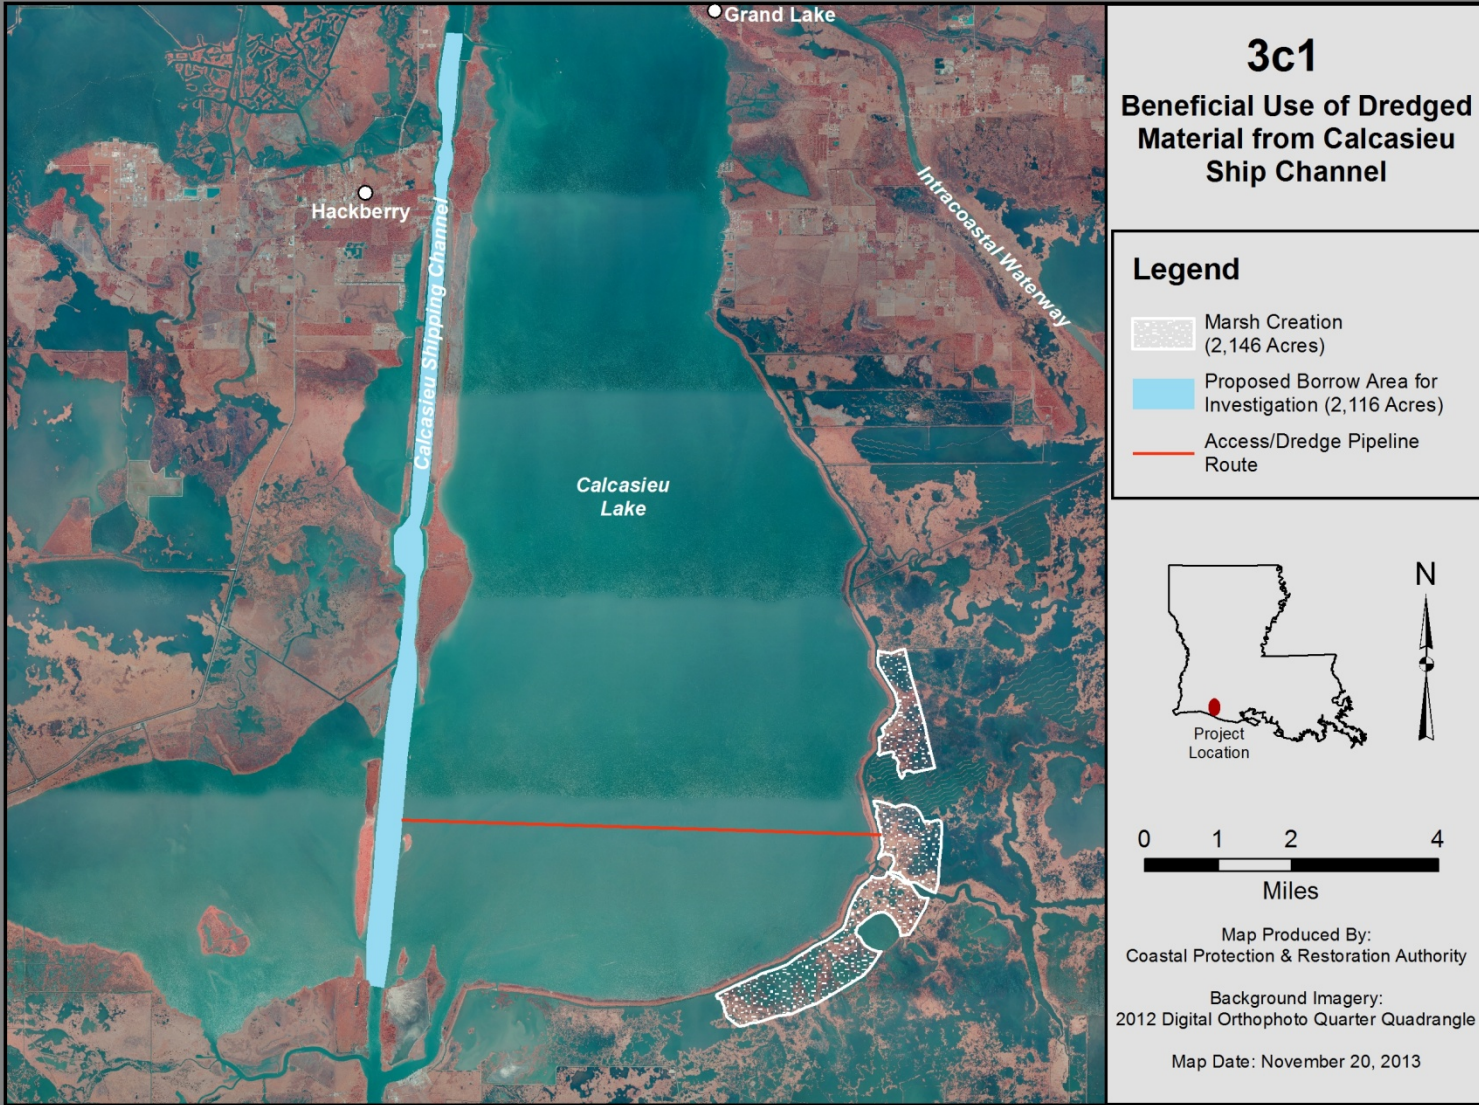 Grand Lake
Hackberry
Calcasieu Shipping Channel
Intracoastal Waterway
Calcasieu
Lake
3c1
Beneficial Use of Dredged
Material from Calcasieu
Ship Channel
Legend
Marsh Creation
(2,146 Acres)
Proposed Borrow Area for
Investigation (2,116 Acres)
Access/Dredge Pipeline
Route
N
Project
Location
0 1 2 4
Miles
Map Produced By:
Coastal Protection & Restoration Authority
Background Imagery:
2012 Digital Orthophoto Quarter Quadrangle
Map Date: November 20, 2013